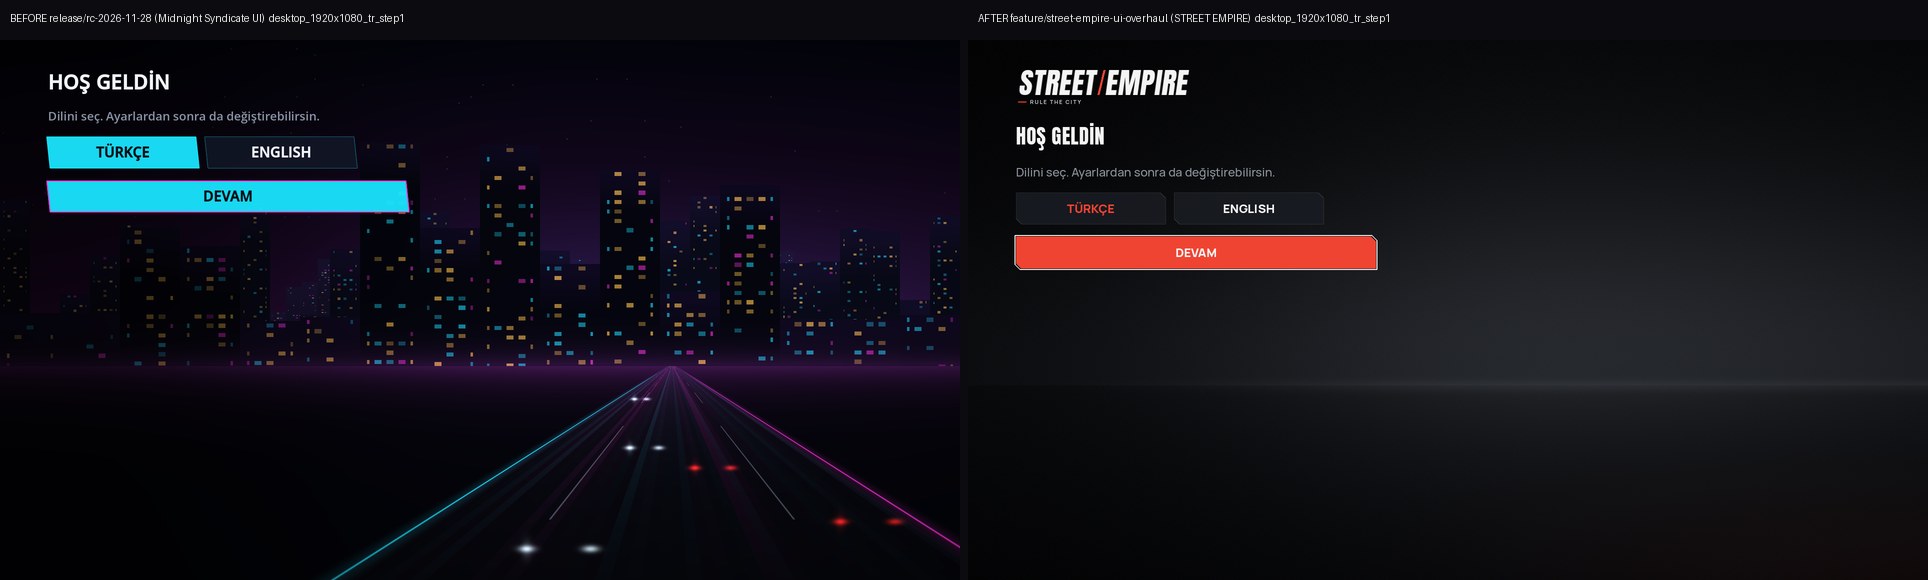 BEFORE release/rc-2026-11-28 (Midnight Syndicate UI) desktop_1920x1080_tr_step1
HOŞ GELDİN
Dilini seç. Ayarlardan sonra da değiştirebilirsin.
TÜRKÇE ENGLISH
DEVAM
AFTER feature/street-empire-ui-overhaul (STREET EMPIRE) desktop_1920x1080_tr_step1
STREET/EMPIRE
RULE THE CITY
HOŞ GELDİN
Dilini seç. Ayarlardan sonra da değiştirebilirsin.
TÜRKÇE ENGLISH
DEVAM